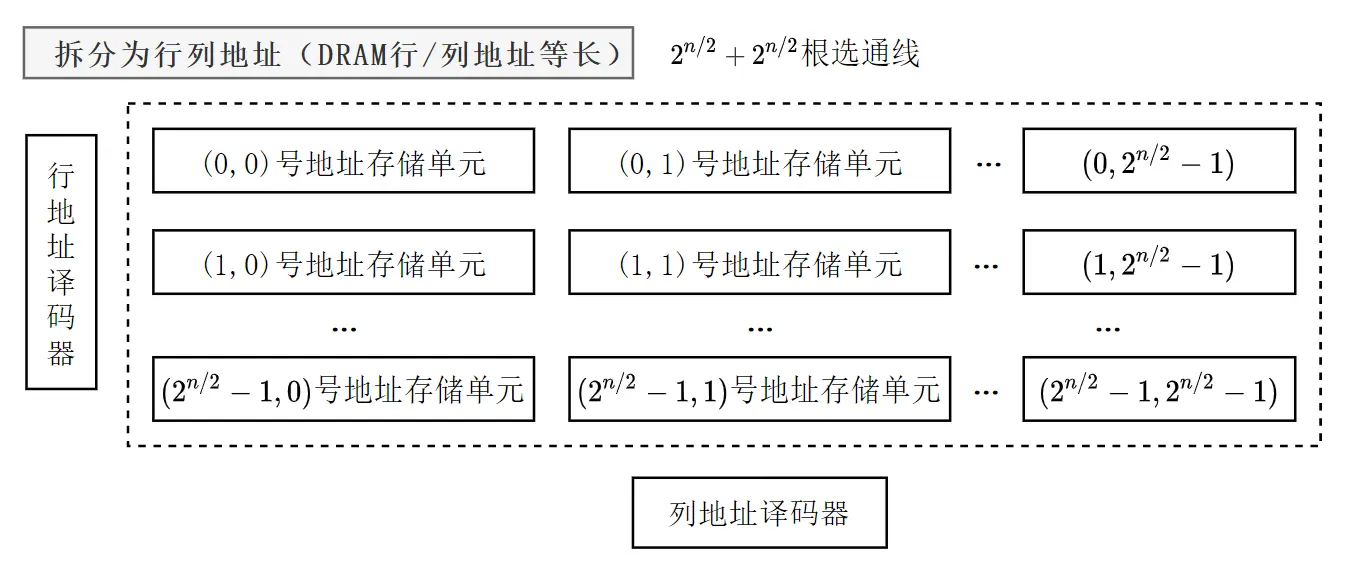 拆分为行列地址(DRAM行/列地址等长) 2^{n/2} + 2^{n/2}根选通线
行地址译码器
(0,0)号地址存储单元 (0,1)号地址存储单元 ... (0, 2^{n/2} − 1)
(1,0)号地址存储单元 (1,1)号地址存储单元 ... (1, 2^{n/2} − 1)
... ... ...
(2^{n/2} − 1, 0)号地址存储单元 (2^{n/2} − 1, 1)号地址存储单元 ... (2^{n/2} − 1, 2^{n/2} − 1)
列地址译码器